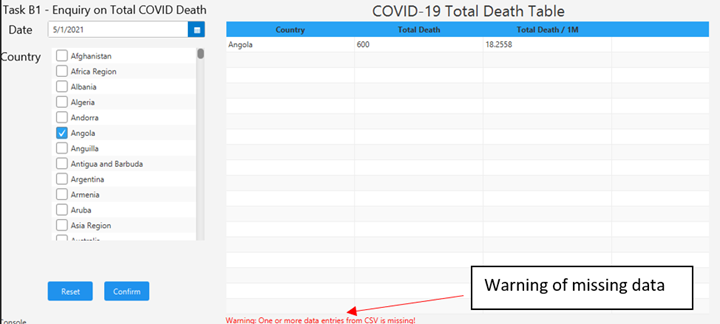 Task B1 - Enquiry on Total COVID Death
Date 5/1/2021
Country
Afghanistan
Africa Region
Albania
Algeria
Andorra
Angola
Anguilla
Antigua and Barbuda
Argentina
Armenia
Aruba
Asia Region
Australia
Reset Confirm
Console
COVID-19 Total Death Table
Country Total Death Total Death / 1M
Angola 600 18.2558
Warning of missing data
Warning: One or more data entries from CSV is missing!